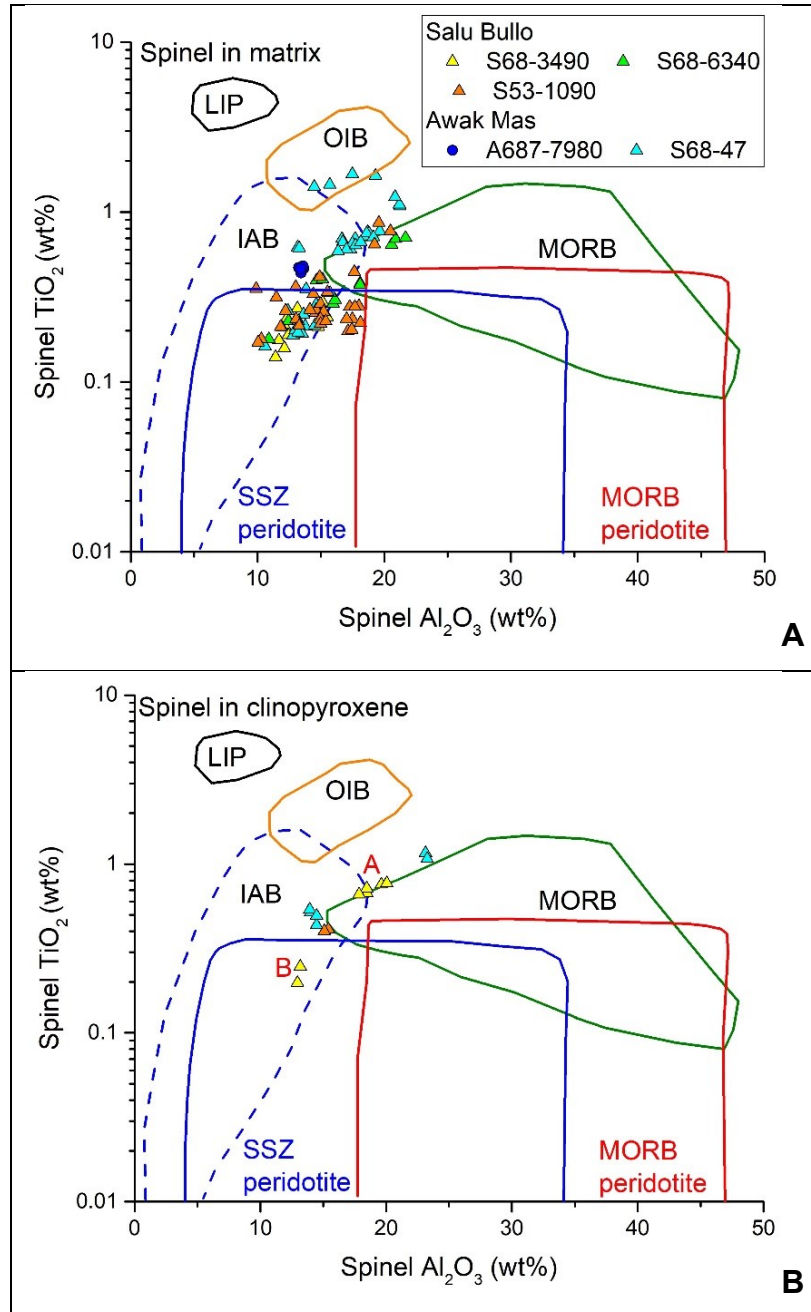 Spinel in matrix
Salu Bullo
S68-3490
S68-6340
S53-1090
Awak Mas
A687-7980
S68-47
LIP
OIB
IAB
MORB
SSZ
peridotite
MORB
peridotite
10
1
0.1
0.01
Spinel TiO₂ (wt%)
0 10 20 30 40 50
Spinel Al₂O₃ (wt%)
A
Spinel in clinopyroxene
LIP
OIB
A
IAB
MORB
B
SSZ
peridotite
MORB
peridotite
10
1
0.1
0.01
Spinel TiO₂ (wt%)
0 10 20 30 40 50
Spinel Al₂O₃ (wt%)
B